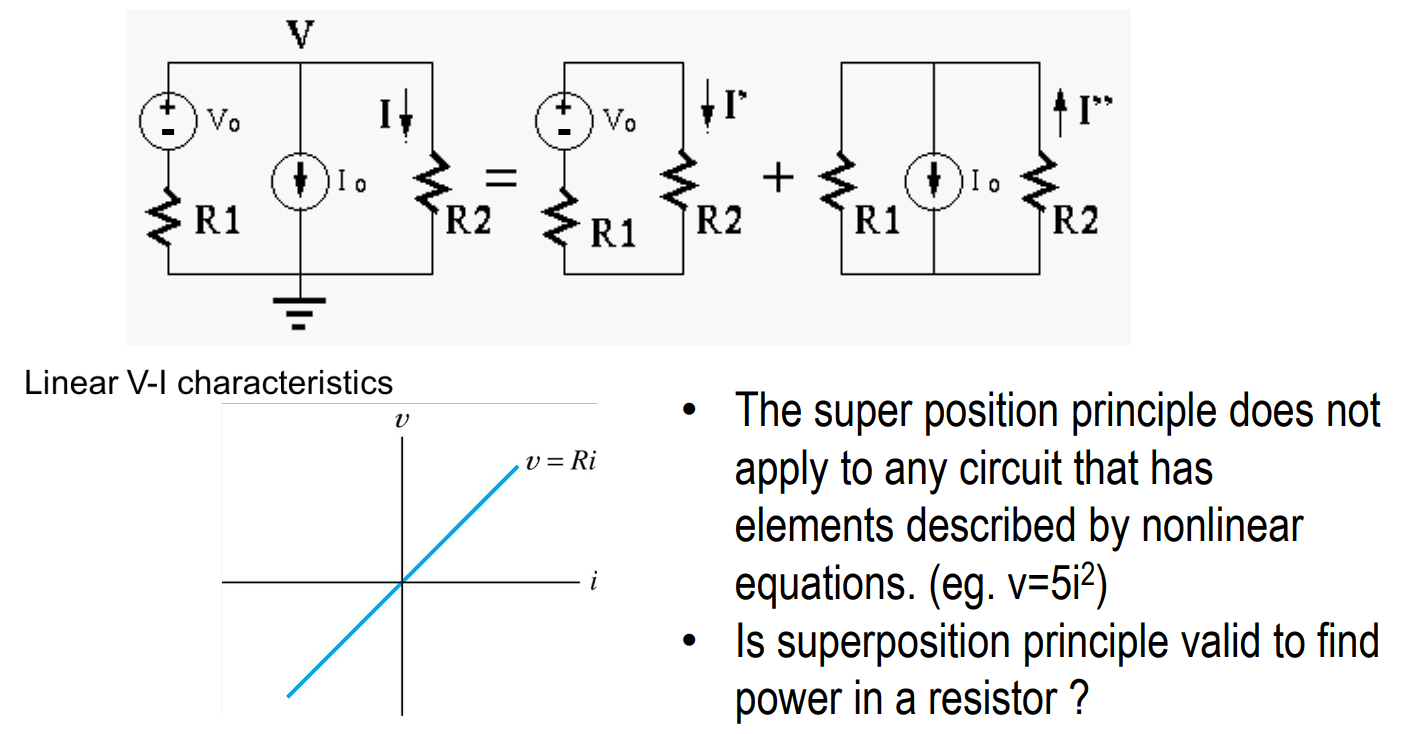 V
+
-
Vo
I
Io
R1
R2
=
+
-
Vo
I'
R1
R2
+
R1
Io
I''
R2
Linear V-I characteristics
v
v = Ri
i
• The super position principle does not
apply to any circuit that has
elements described by nonlinear
equations. (eg. v=5i²)
• Is superposition principle valid to find
power in a resistor ?